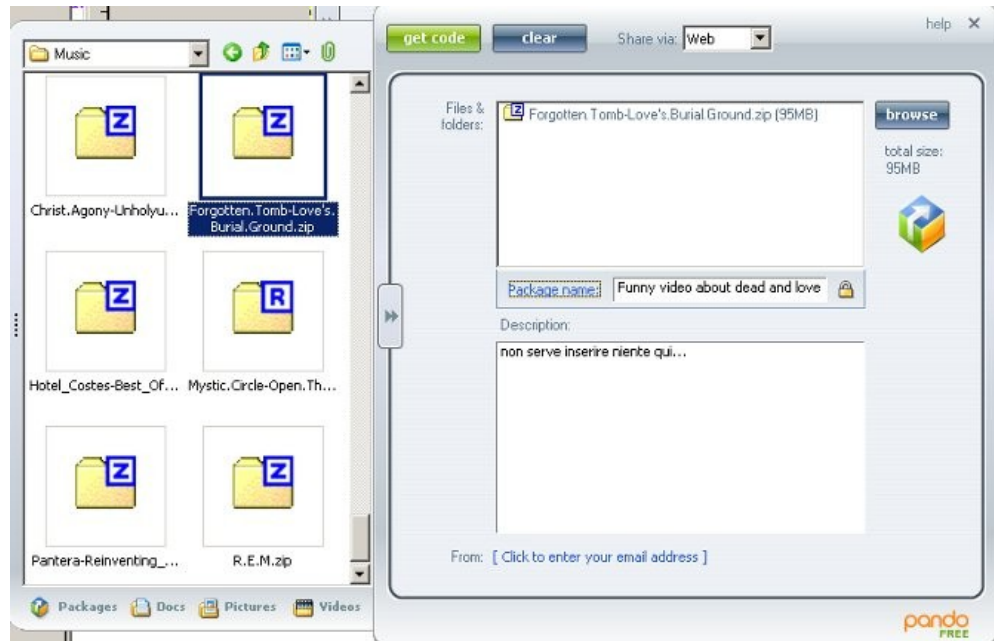 Music
Christ.Agony-Unholyu...
Forgotten.Tomb-Love's.
Burial.Ground.zip
Hotel_Costes-Best_Of...
Mystic.Circle-Open.Th...
Pantera-Reinventing_...
R.E.M.zip
Packages
Docs
Pictures
Videos
get code
clear
Share via:
Web
help
Files &
folders:
Forgotten.Tomb-Love's.Burial.Ground.zip (95MB)
browse
total size:
95MB
Package name:
Funny video about dead and love
Description:
non serve inserire niente qui...
From:
[ Click to enter your email address ]
pando
FREE